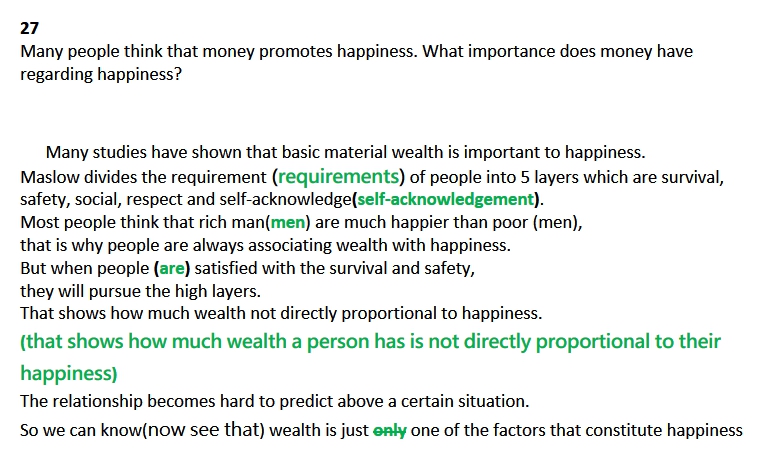 27
Many people think that money promotes happiness. What importance does money have
regarding happiness?
Many studies have shown that basic material wealth is important to happiness.
Maslow divides the requirement (requirements) of people into 5 layers which are survival,
safety, social, respect and self-acknowledge(self-acknowledgement).
Most people think that rich man(men) are much happier than poor (men),
that is why people are always associating wealth with happiness.
But when people (are) satisfied with the survival and safety,
they will pursue the high layers.
That shows how much wealth not directly proportional to happiness.
(that shows how much wealth a person has is not directly proportional to their
happiness)
The relationship becomes hard to predict above a certain situation.
So we can know(now see that) wealth is just only one of the factors that constitute happiness